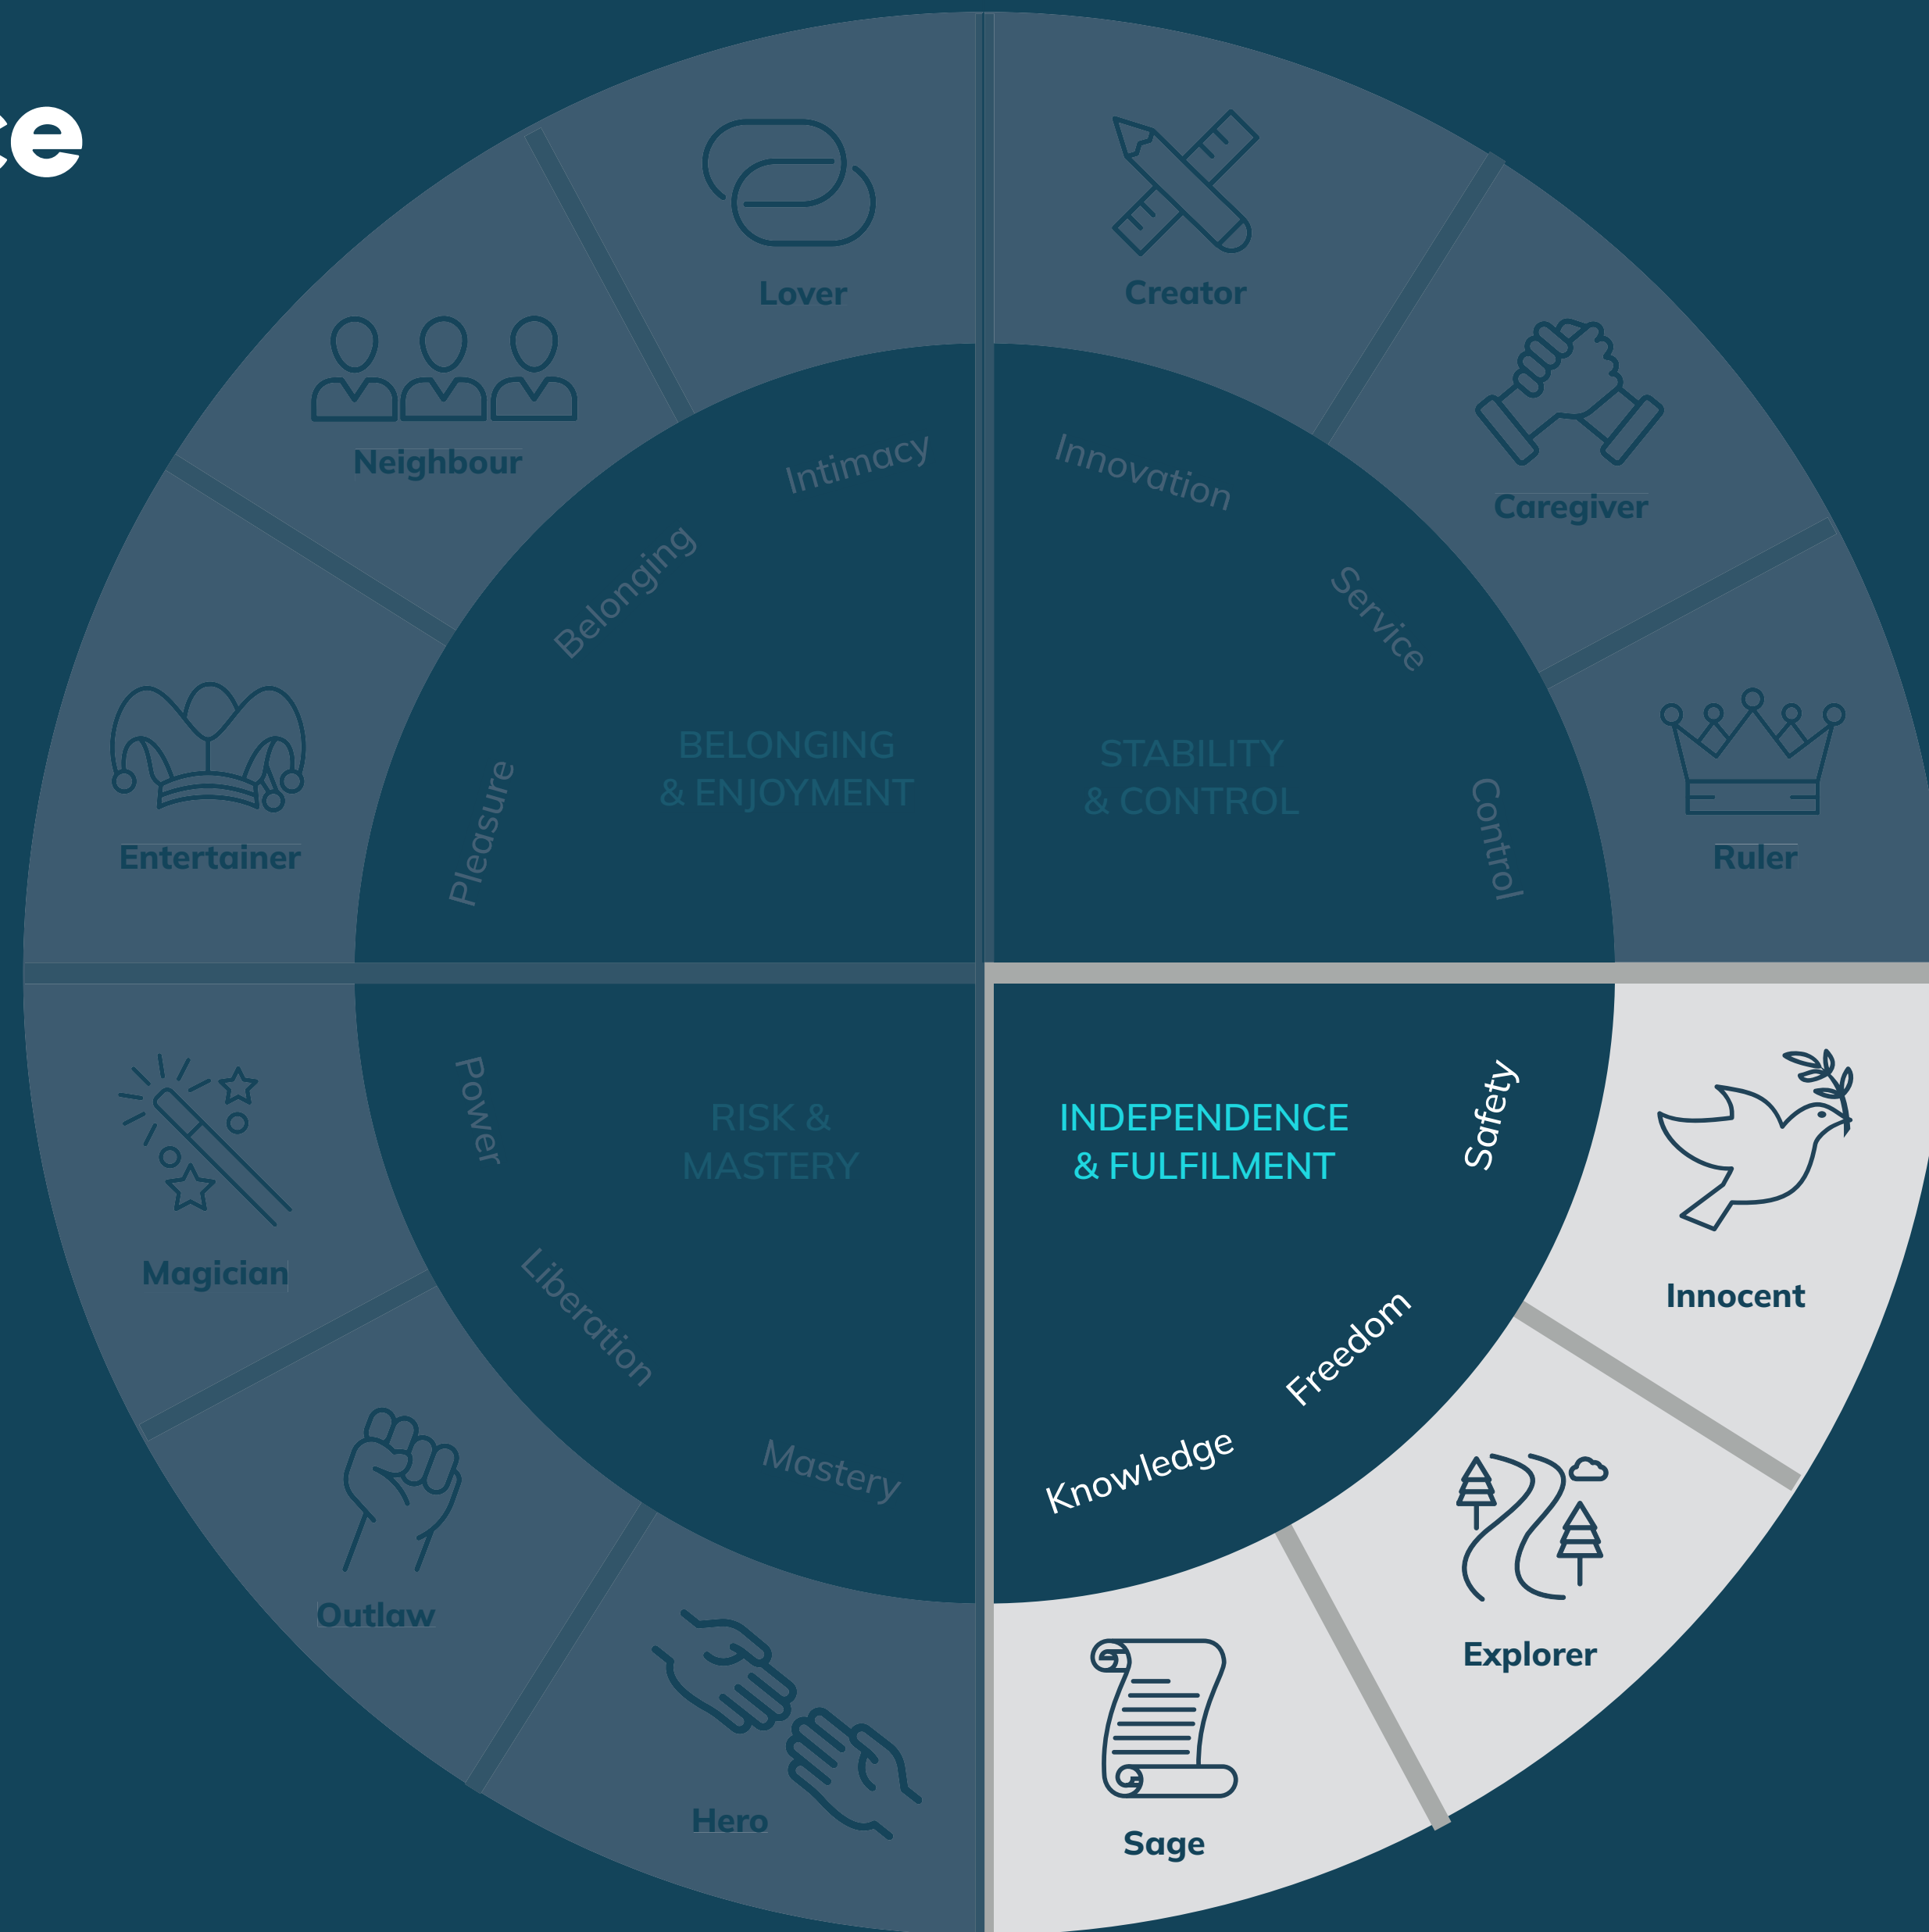 e
Lover
Creator
Neighbour
Caregiver
Intimacy
Innovation
Belonging
Service
Entertainer
Ruler
Pleasure
BELONGING
& ENJOYMENT
STABILITY
& CONTROL
Control
Power
RISK &
MASTERY
INDEPENDENCE
& FULFILMENT
Safety
Magician
Innocent
Liberation
Freedom
Mastery
Knowledge
Outlaw
Explorer
Hero
Sage